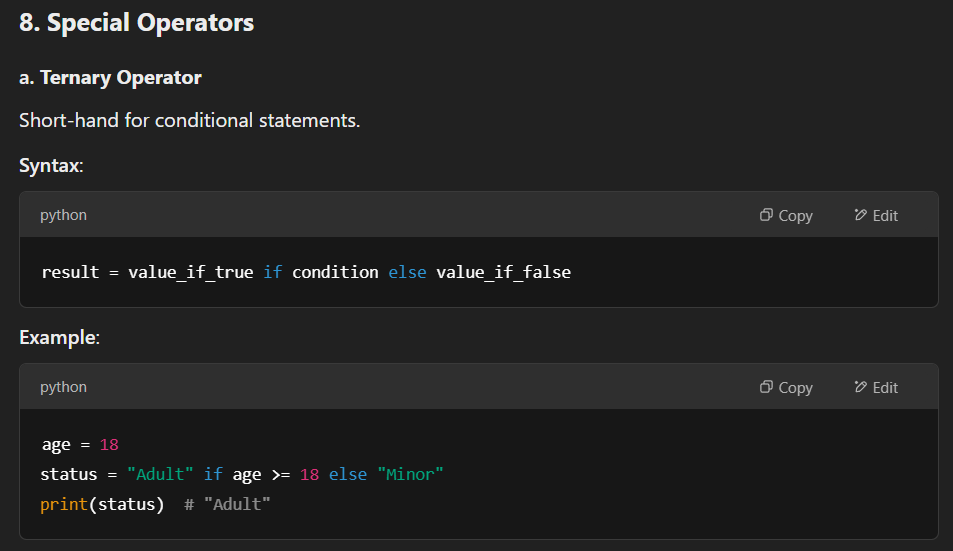 8. Special Operators
a. Ternary Operator
Short-hand for conditional statements.
Syntax:
python Copy Edit
result = value_if_true if condition else value_if_false
Example:
python Copy Edit
age = 18
status = "Adult" if age >= 18 else "Minor"
print(status)  # "Adult"